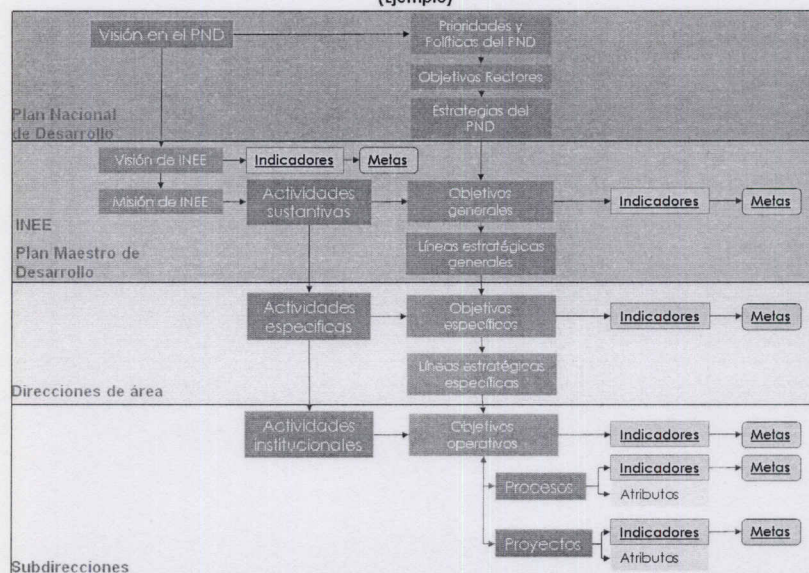 (Ejemplo)
Visión en el PND
Prioridades y
Políticas del PND
Objetivos Rectores
Estrategias del
PND
Plan Nacional
de Desarrollo
Visión de INEE
Indicadores
Metas
Misión de INEE
Actividades
sustantivas
Objetivos
generales
Indicadores
Metas
INEE
Plan Maestro de
Desarrollo
Líneas estratégicas
generales
Actividades
específicas
Objetivos
específicos
Indicadores
Metas
Líneas estratégicas
específicas
Direcciones de área
Actividades
institucionales
Objetivos
operativos
Indicadores
Metas
Procesos
Indicadores
Metas
Atributos
Proyectos
Indicadores
Metas
Atributos
Subdirecciones